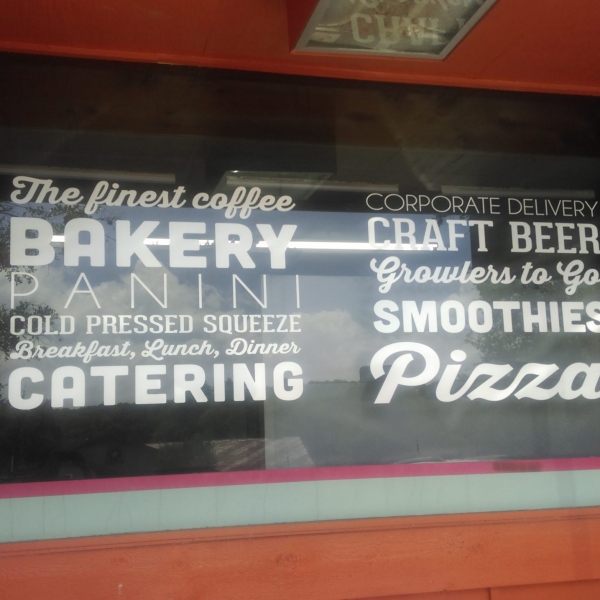 The finest coffee
BAKERY
PANINI
COLD PRESSED SQUEEZE
Breakfast, Lunch, Dinner
CATERING
CORPORATE DELIVERY
CRAFT BEER
Growlers to Go
SMOOTHIES
Pizza